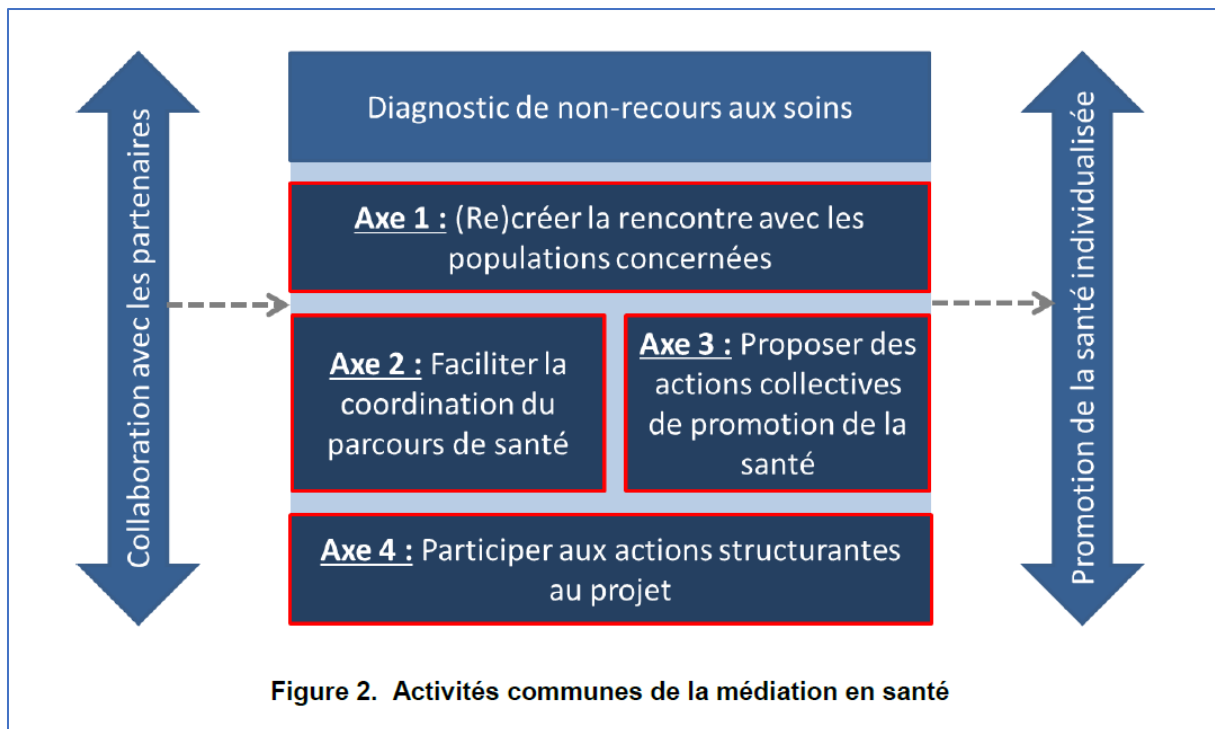 Collaboration avec les partenaires
Diagnostic de non-recours aux soins
Axe 1 : (Re)créer la rencontre avec les
populations concernées
Axe 2 : Faciliter la
coordination du
parcours de santé
Axe 3 : Proposer des
actions collectives
de promotion de la
santé
Axe 4 : Participer aux actions structurantes
au projet
Promotion de la santé individualisée
Figure 2. Activités communes de la médiation en santé